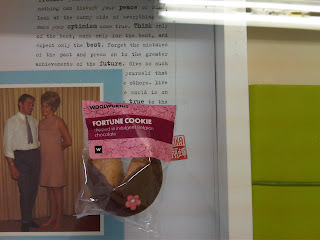 nothing can disturb your peace of
look at the sunny side of everything
your optimism come true. Think only
of the best, work only for the best, and
expect only the best. Forget the mistakes
of the past and press on to the greater
achievements of the future. Give so much
yourself that
others. Live
world is on
true to the
WOOLWORTHS
FORTUNE COOKIE
dipped in indulgent Belgian
chocolate
W